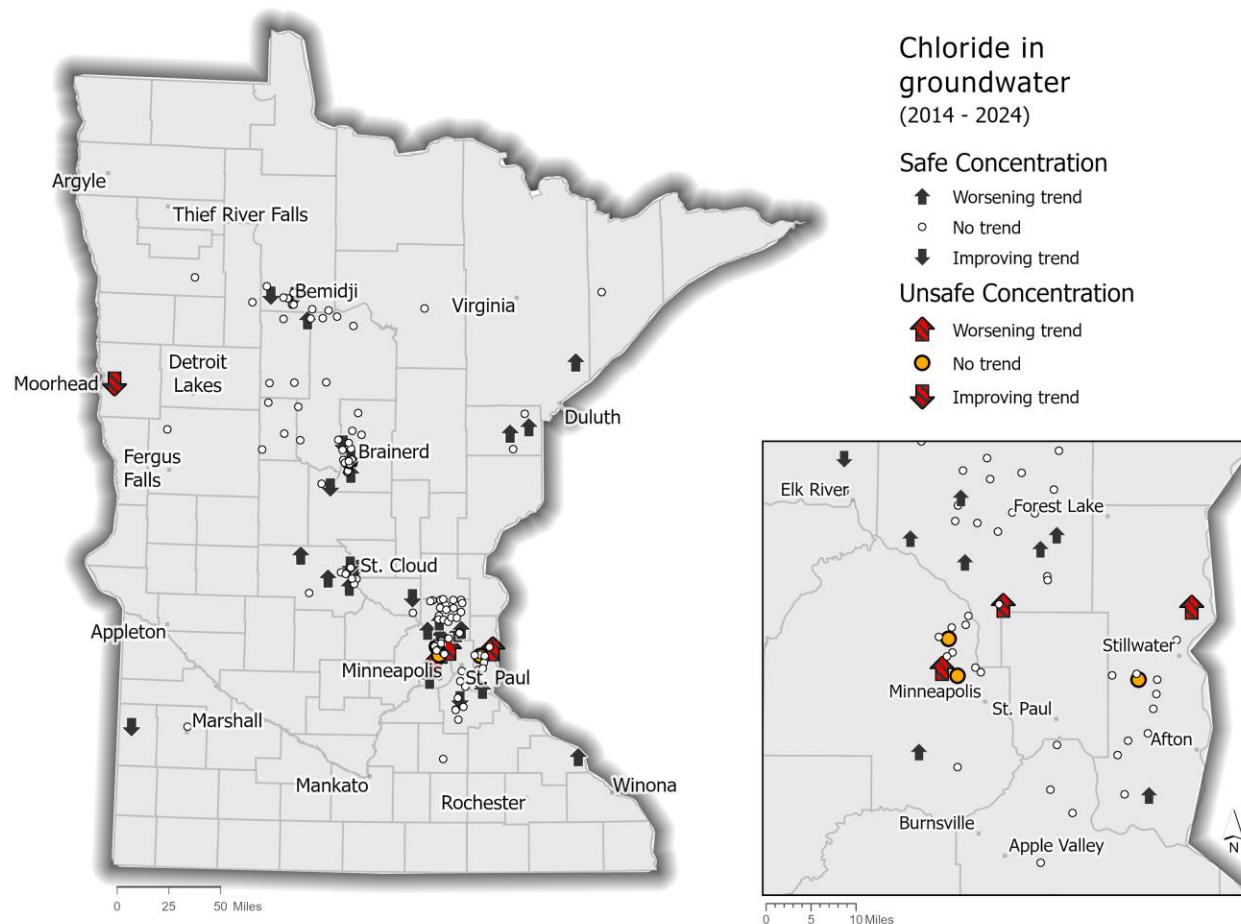 Chloride in
groundwater
(2014 - 2024)
Safe Concentration
Worsening trend
No trend
Improving trend
Unsafe Concentration
Worsening trend
No trend
Improving trend
Argyle
Thief River Falls
Bemidji
Virginia
Moorhead
Detroit
Lakes
Duluth
Fergus
Falls
Brainerd
St. Cloud
Appleton
Minneapolis
St. Paul
Marshall
Mankato
Rochester
Winona
0 25 50 Miles
Elk River
Forest Lake
Stillwater
Minneapolis
St. Paul
Afton
Burnsville
Apple Valley
N
0 5 10 Miles